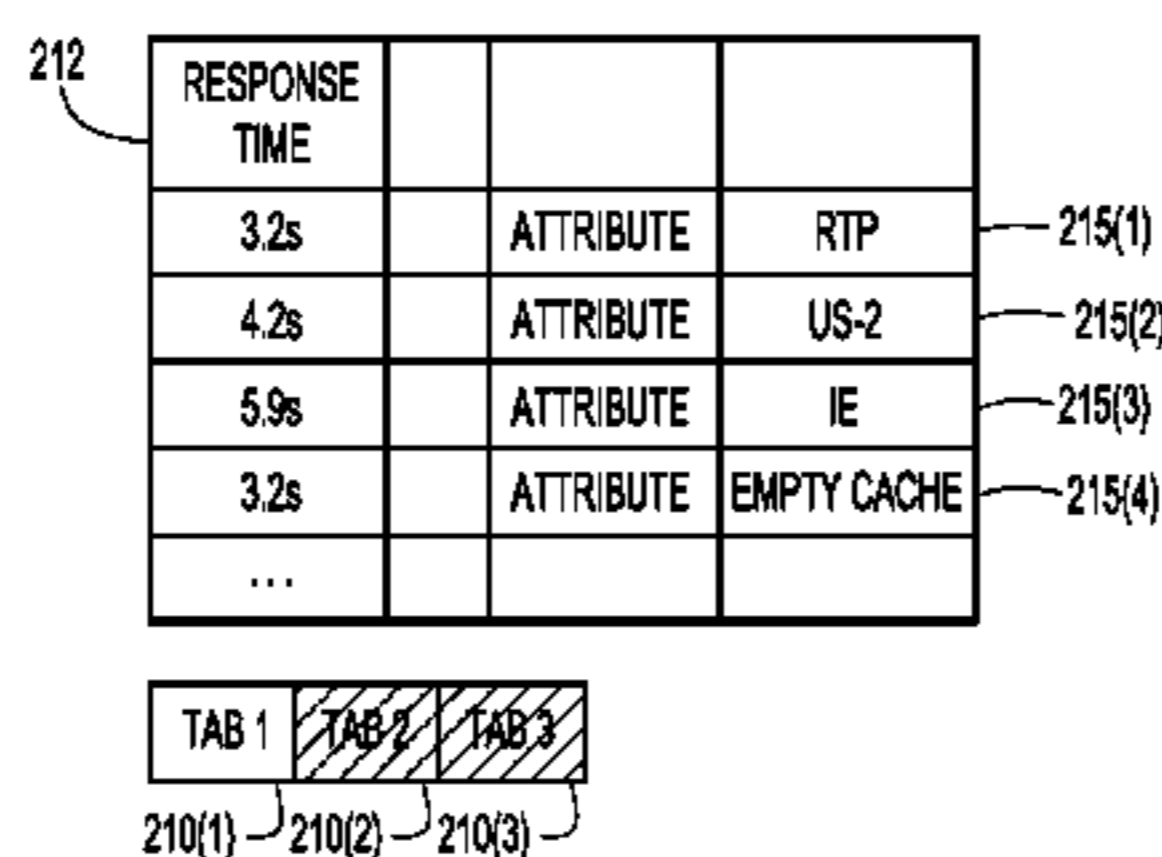 212
RESPONSE
TIME
3.2s ATTRIBUTE RTP 215(1)
4.2s ATTRIBUTE US-2 215(2)
5.9s ATTRIBUTE IE 215(3)
3.2s ATTRIBUTE EMPTY CACHE 215(4)
...
TAB 1 TAB 2 TAB 3
210(1) 210(2) 210(3)